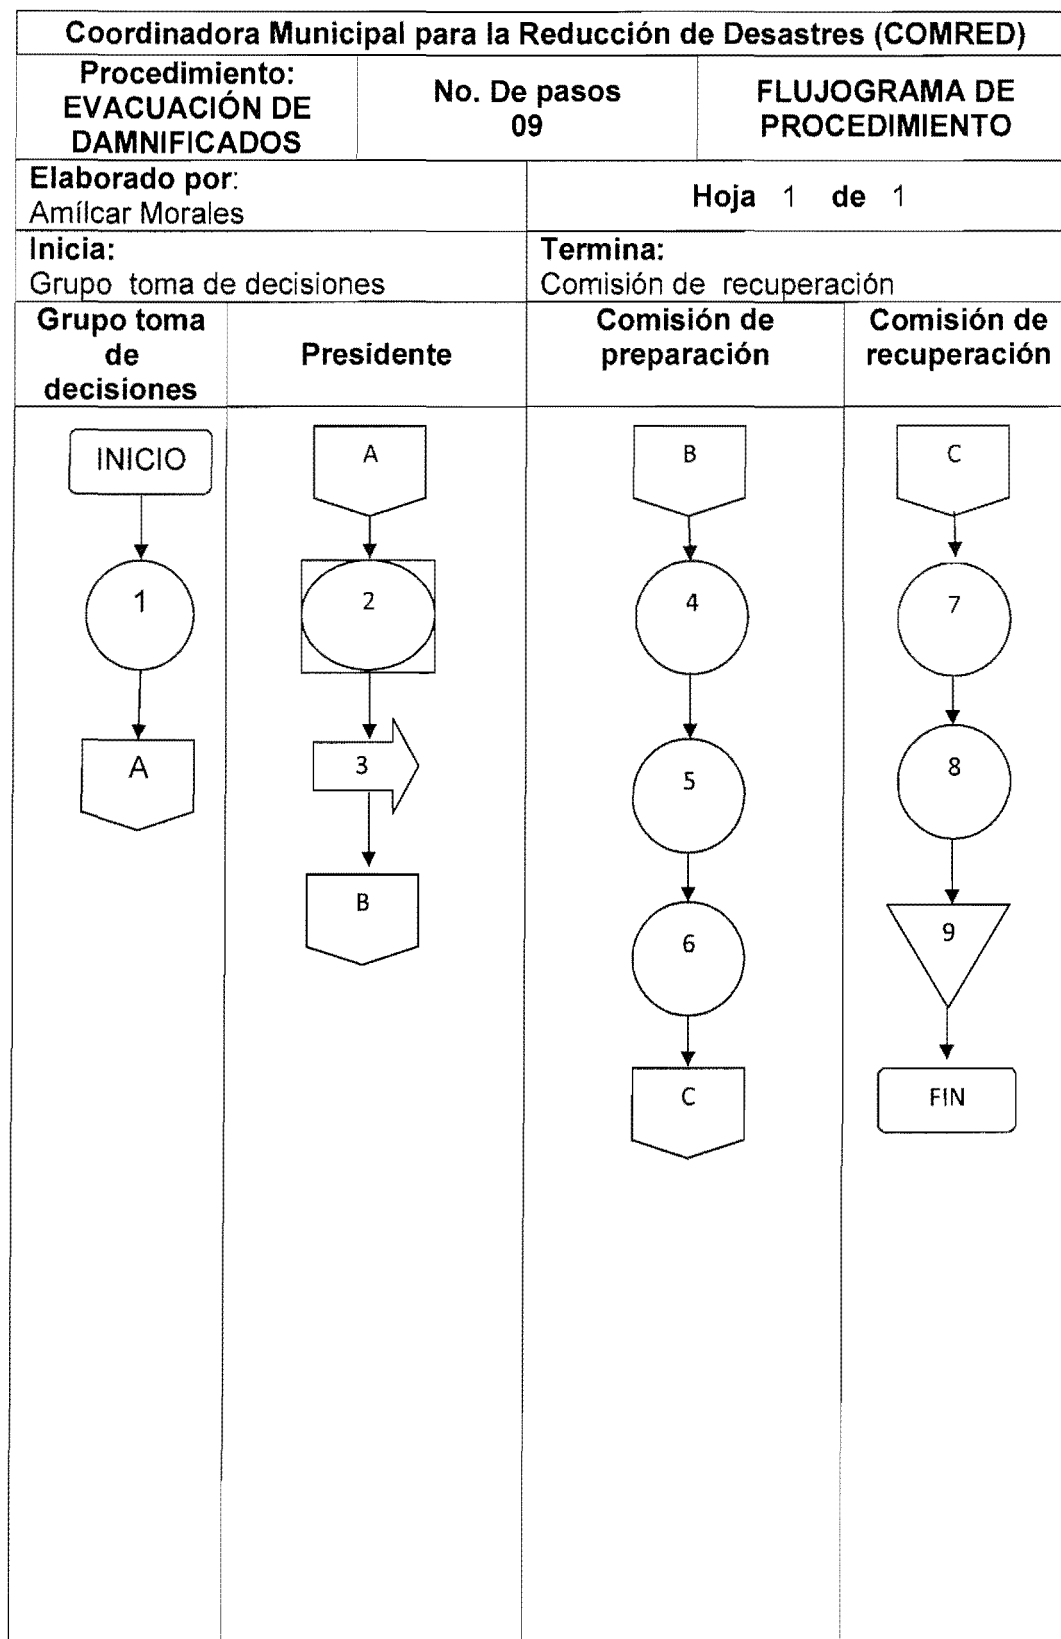 Coordinadora Municipal para la Reducción de Desastres (COMRED)
Procedimiento:
EVACUACIÓN DE
DAMNIFICADOS
No. De pasos
09
FLUJOGRAMA DE
PROCEDIMIENTO
Elaborado por:
Amílcar Morales
Hoja 1 de 1
Inicia:
Grupo toma de decisiones
Termina:
Comisión de recuperación
Grupo toma
de
decisiones
Presidente
Comisión de
preparación
Comisión de
recuperación
INICIO
1
A
A
2
3
B
B
4
5
6
C
C
7
8
9
FIN